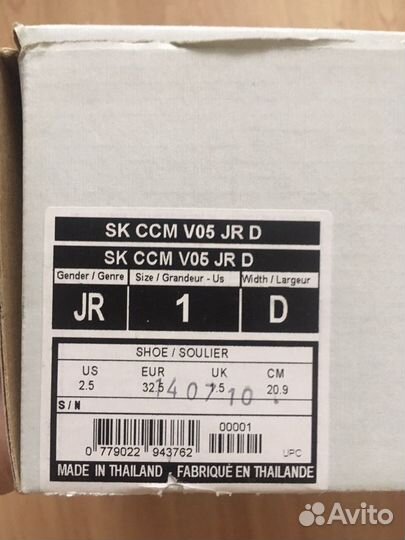 SK CCM V05 JR D
SK CCM V05 JR D
Gender / Genre Size / Grandeur - Us Width / Largeur
JR 1 D
SHOE / SOULIER
US EUR UK CM
2.5 32.5 1.5 20.9
140710
S / N
00001
0 779022 943762
UPC
MADE IN THAILAND - FABRIQUÉ EN THAILANDE
Avito